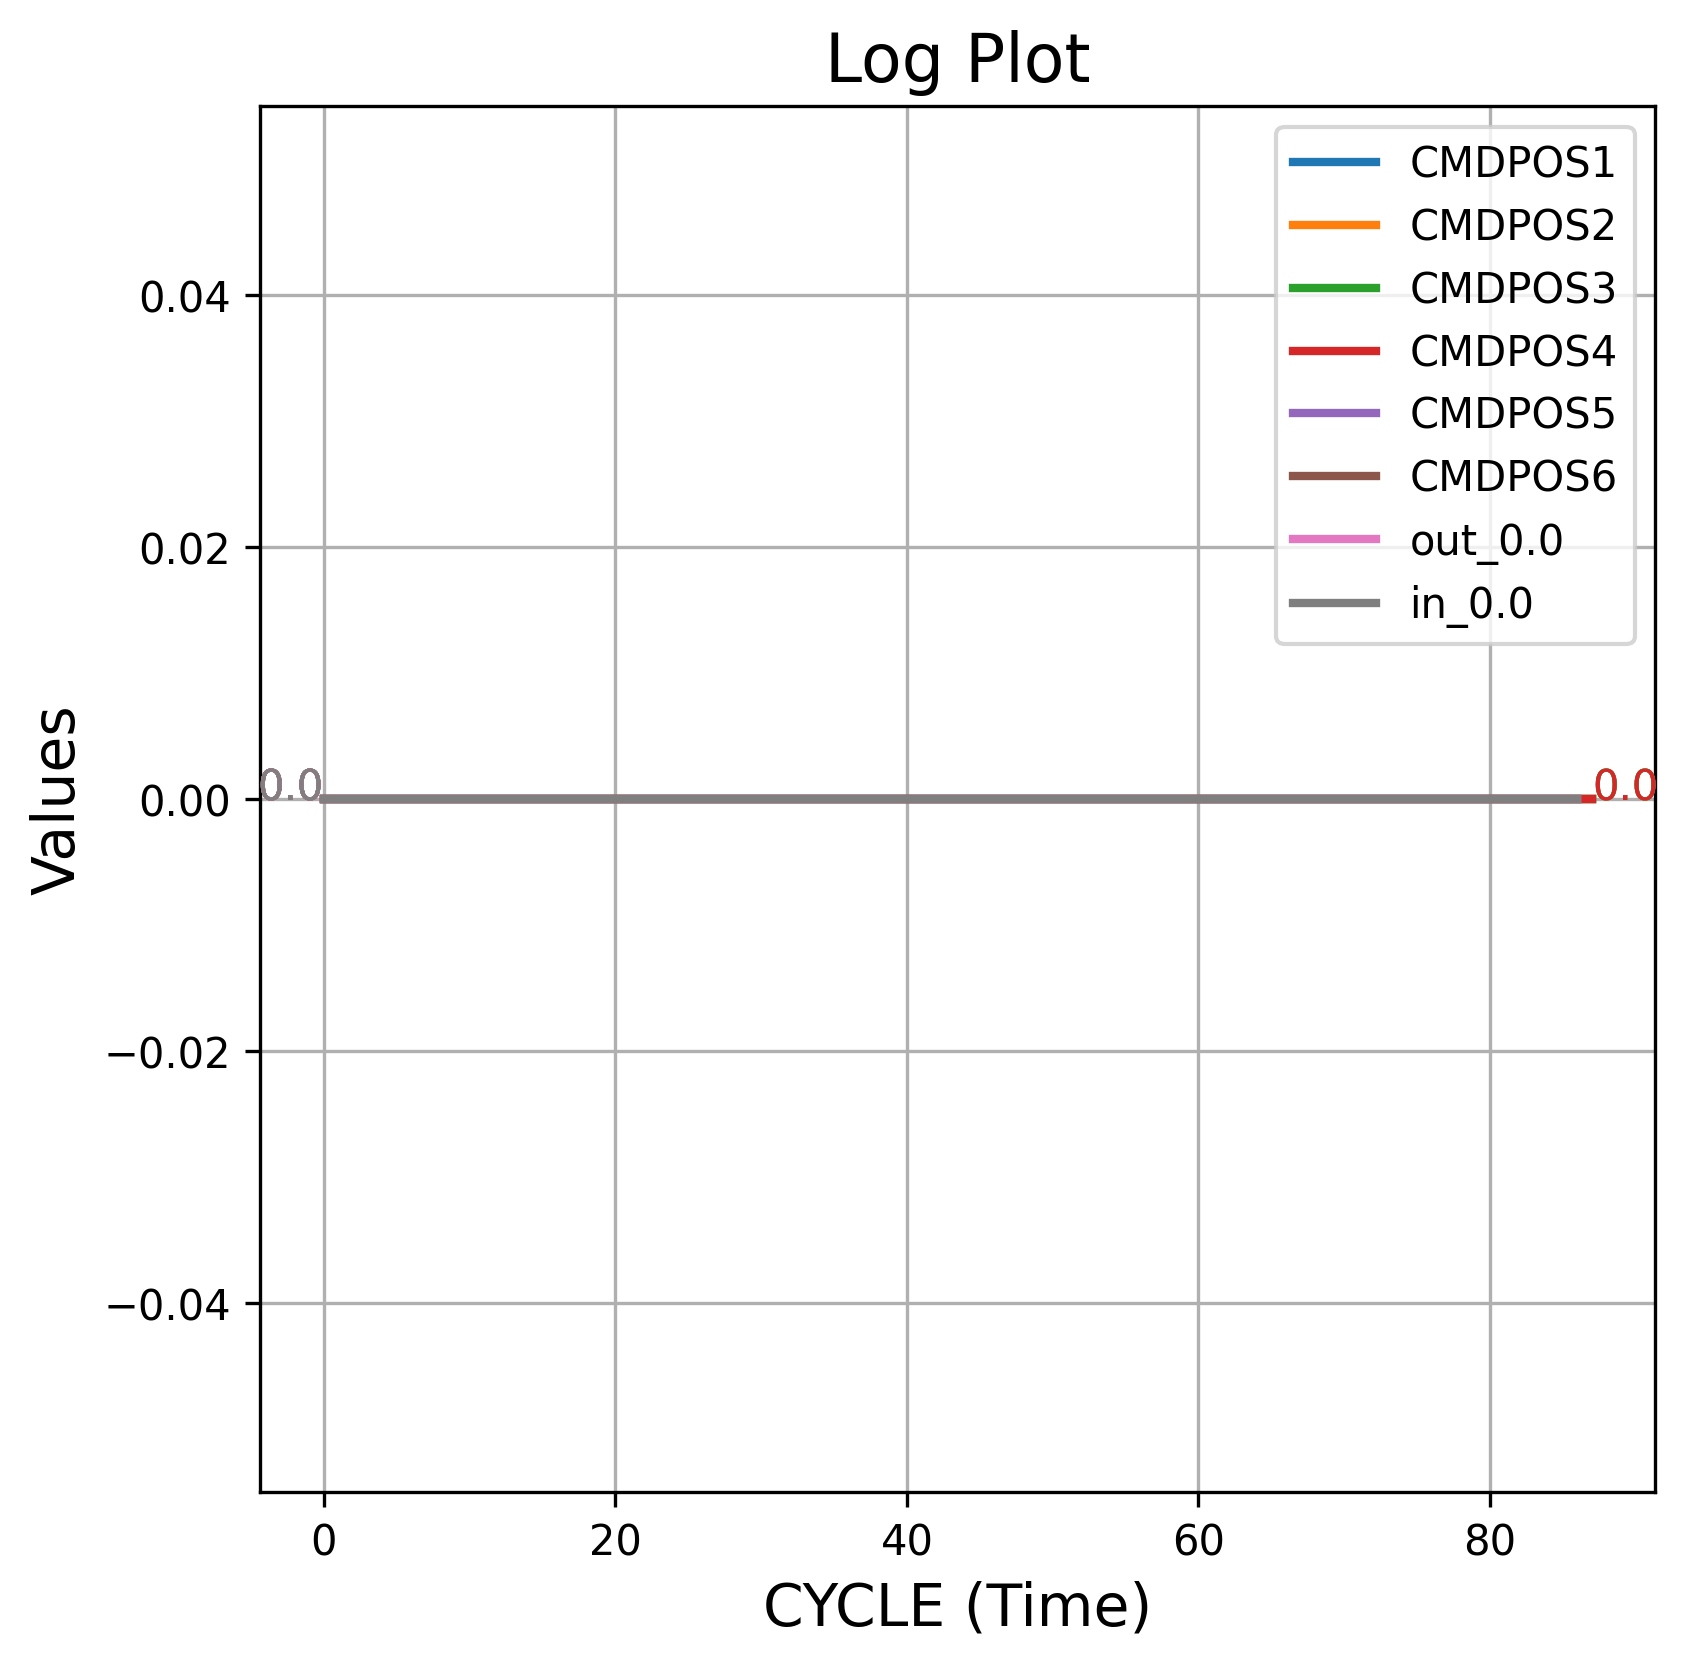 Log Plot
CMDPOS1
CMDPOS2
CMDPOS3
CMDPOS4
CMDPOS5
CMDPOS6
out_0.0
in_0.0
Values
0.04
0.02
0.00
−0.02
−0.04
0.0
0.0
0
20
40
60
80
CYCLE (Time)